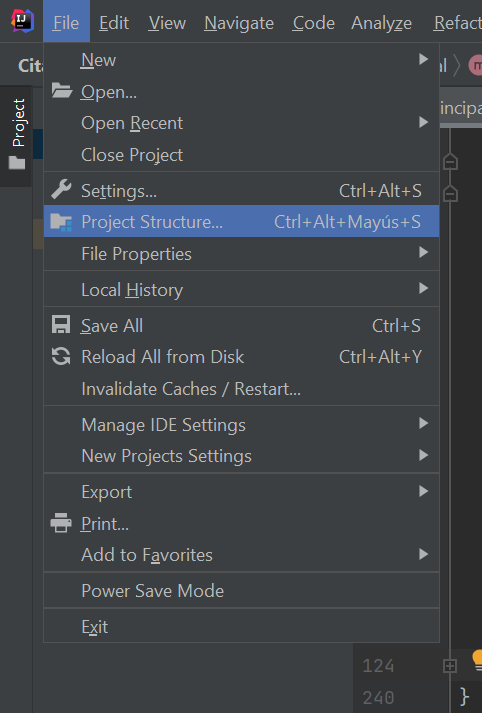 IJ
File Edit View Navigate Code Analyze Refact
Cita
al
m
Project
incipa
New
Open...
Open Recent
Close Project
Settings... Ctrl+Alt+S
Project Structure... Ctrl+Alt+Mayús+S
File Properties
Local History
Save All Ctrl+S
Reload All from Disk Ctrl+Alt+Y
Invalidate Caches / Restart...
Manage IDE Settings
New Projects Settings
Export
Print...
Add to Favorites
Power Save Mode
Exit
124
240 }